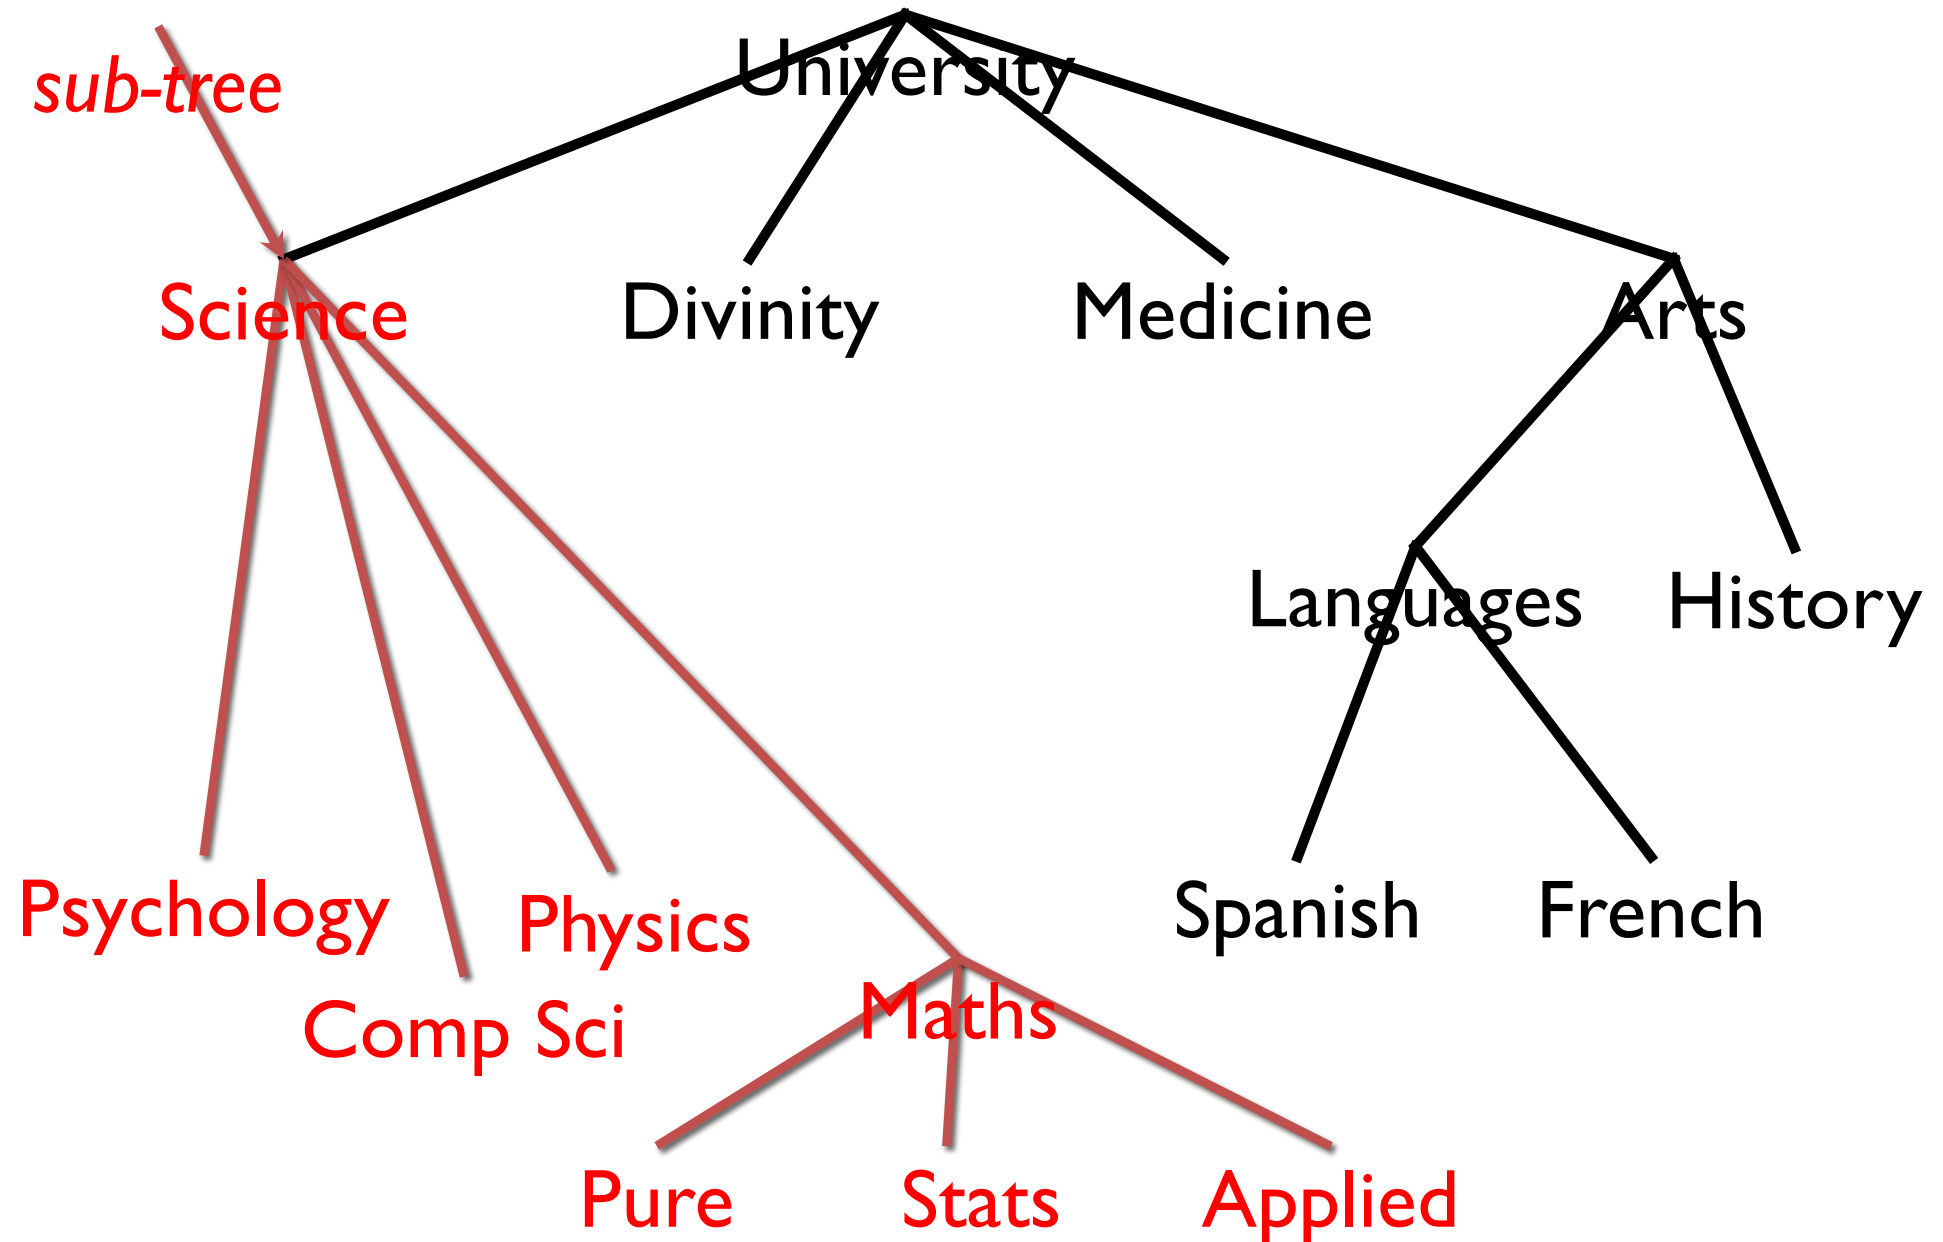 University
sub-tree
Science
Divinity
Medicine
Arts
Languages
History
Psychology
Physics
Spanish
French
Comp Sci
Maths
Pure
Stats
Applied